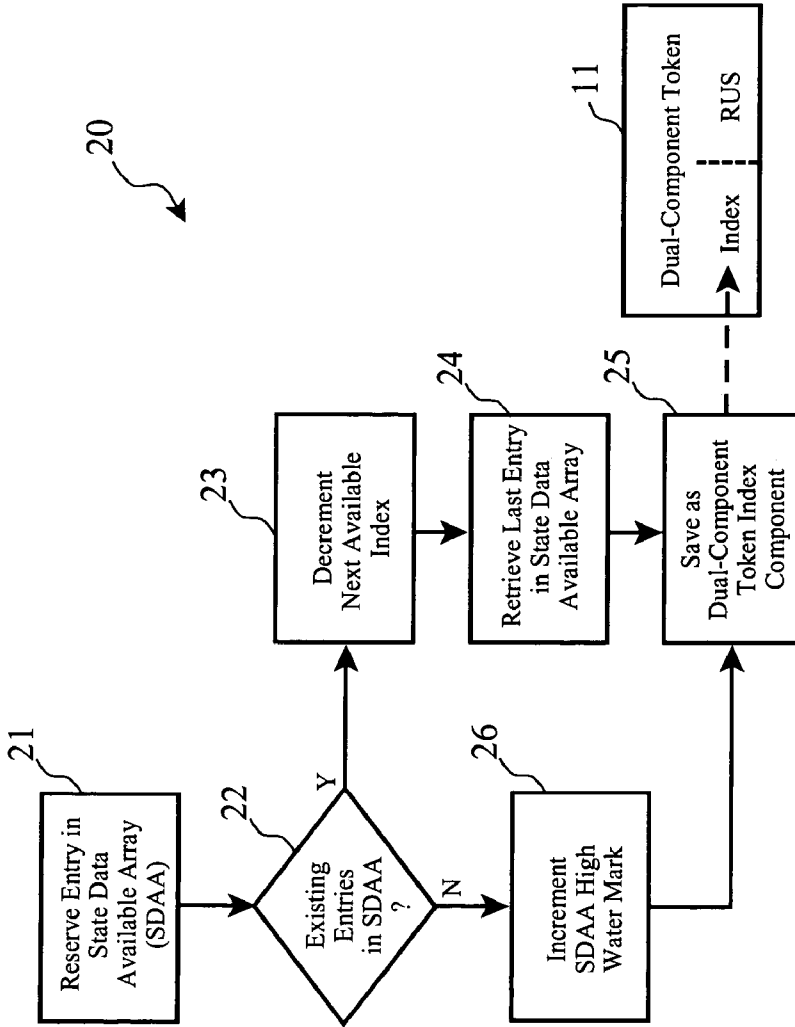 20
21
Reserve Entry in
State Data
Available Array
(SDAA)
22
Existing
Entries
in SDAA
?
Y
N
23
Decrement
Next Available
Index
24
Retrieve Last Entry
in State Data
Available Array
26
Increment
SDAA High
Water Mark
25
Save as
Dual-Component
Token Index
Component
11
Dual-Component Token
Index
RUS